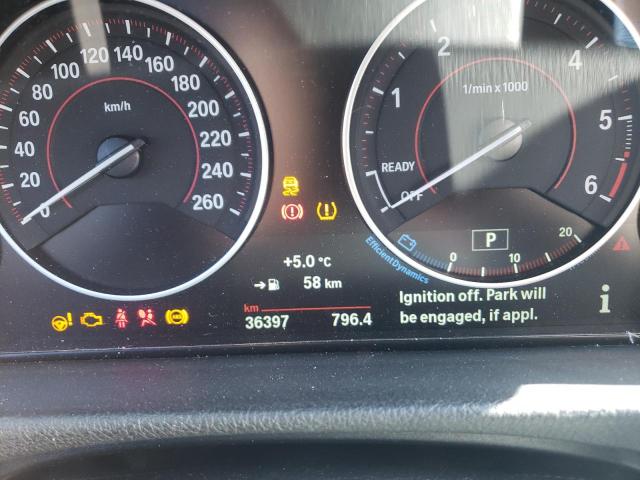 0
20
40
60
80
100
120
140
160
180
200
220
240
260
km/h
1
2
4
5
6
1/min x 1000
READY
OFF
0
10
20
P
EfficientDynamics
ABS
+5.0 °C
58 km
km
36397 796.4
Ignition off. Park will
be engaged, if appl.
i